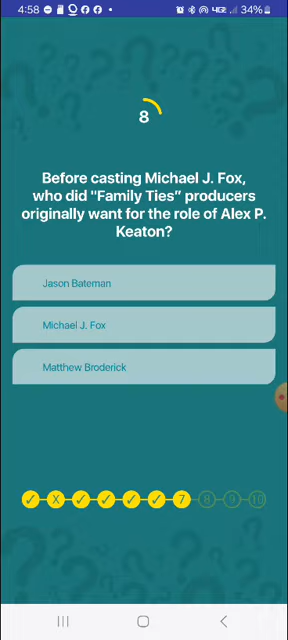 4:58
34%
8
Before casting Michael J. Fox,
who did "Family Ties” producers
originally want for the role of Alex P.
Keaton?
Jason Bateman
Michael J. Fox
Matthew Broderick
✓ X ✓ ✓ ✓ ✓ 7 8 9 10